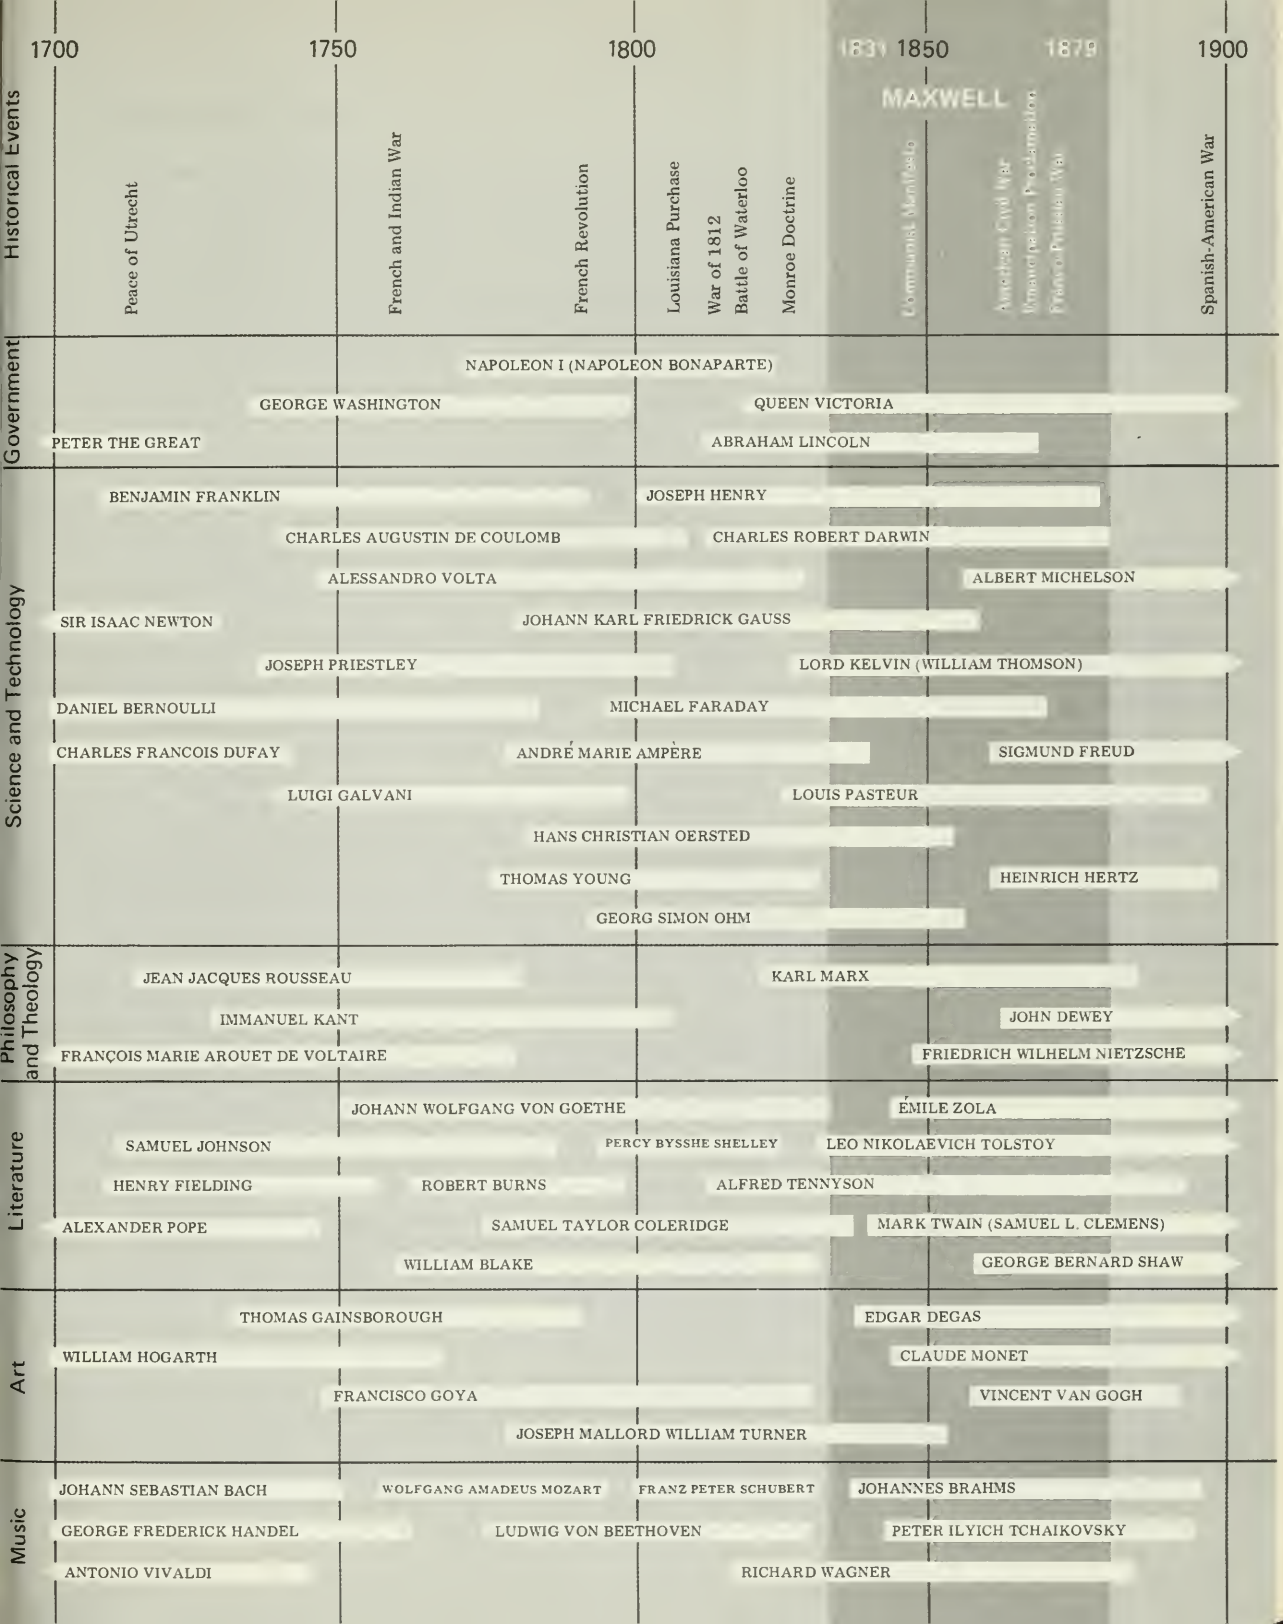 1700 1750 1800 1831 1850 1879 1900
MAXWELL
Historical Events
Peace of Utrecht
French and Indian War
French Revolution
Louisiana Purchase
War of 1812
Battle of Waterloo
Monroe Doctrine
Communist Manifesto
American Civil War
Emancipation Proclamation
Franco-Prussian War
Spanish-American War
Government
NAPOLEON I (NAPOLEON BONAPARTE)
GEORGE WASHINGTON
QUEEN VICTORIA
PETER THE GREAT
ABRAHAM LINCOLN
Science and Technology
BENJAMIN FRANKLIN
JOSEPH HENRY
CHARLES AUGUSTIN DE COULOMB
CHARLES ROBERT DARWIN
ALESSANDRO VOLTA
ALBERT MICHELSON
SIR ISAAC NEWTON
JOHANN KARL FRIEDRICK GAUSS
JOSEPH PRIESTLEY
LORD KELVIN (WILLIAM THOMSON)
DANIEL BERNOULLI
MICHAEL FARADAY
CHARLES FRANCOIS DUFAY
ANDRÉ MARIE AMPÈRE
SIGMUND FREUD
LUIGI GALVANI
LOUIS PASTEUR
HANS CHRISTIAN OERSTED
THOMAS YOUNG
HEINRICH HERTZ
GEORG SIMON OHM
Philosophy
and Theology
JEAN JACQUES ROUSSEAU
KARL MARX
IMMANUEL KANT
JOHN DEWEY
FRANÇOIS MARIE AROUET DE VOLTAIRE
FRIEDRICH WILHELM NIETZSCHE
Literature
JOHANN WOLFGANG VON GOETHE
ÉMILE ZOLA
SAMUEL JOHNSON
PERCY BYSSHE SHELLEY
LEO NIKOLAEVICH TOLSTOY
HENRY FIELDING
ROBERT BURNS
ALFRED TENNYSON
ALEXANDER POPE
SAMUEL TAYLOR COLERIDGE
MARK TWAIN (SAMUEL L. CLEMENS)
WILLIAM BLAKE
GEORGE BERNARD SHAW
Art
THOMAS GAINSBOROUGH
EDGAR DEGAS
WILLIAM HOGARTH
CLAUDE MONET
FRANCISCO GOYA
VINCENT VAN GOGH
JOSEPH MALLORD WILLIAM TURNER
Music
JOHANN SEBASTIAN BACH
WOLFGANG AMADEUS MOZART
FRANZ PETER SCHUBERT
JOHANNES BRAHMS
GEORGE FREDERICK HANDEL
LUDWIG VON BEETHOVEN
PETER ILYICH TCHAIKOVSKY
ANTONIO VIVALDI
RICHARD WAGNER